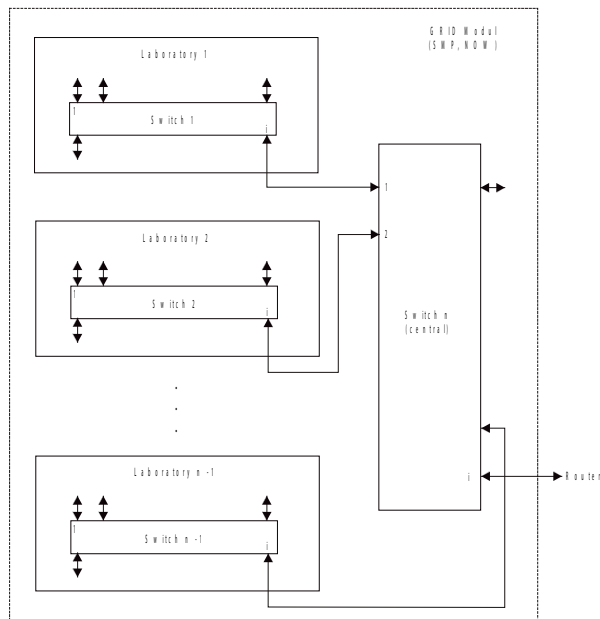 GRID Modul
(SMP, NOW)
Laboratory 1
1
Switch 1
i
1
2
Laboratory 2
1
Switch 2
i
Switch n
(central)
.
.
.
Laboratory n -1
1
Switch n -1
i
i
Router